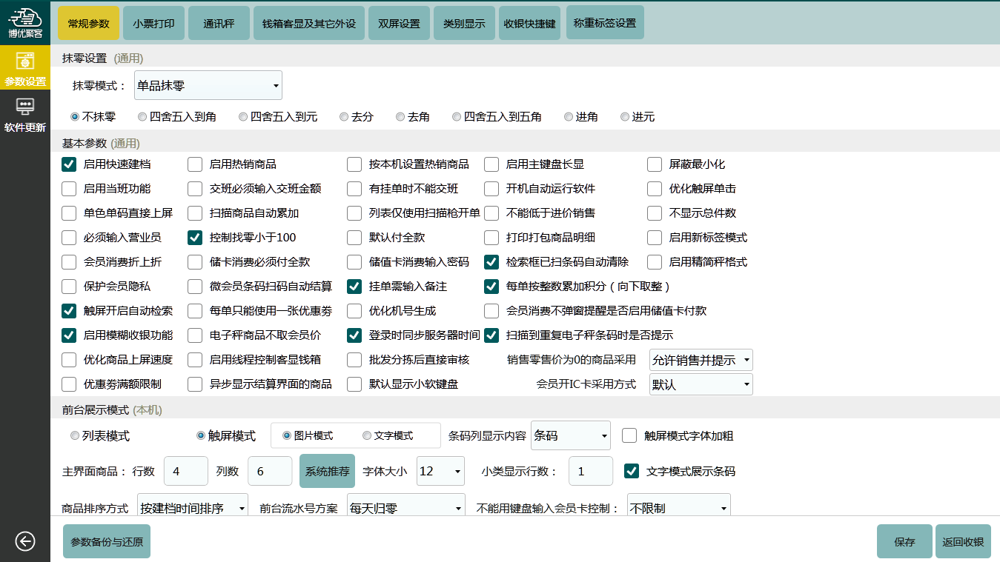 博优聚客
常规参数 小票打印 通讯秤 钱箱客显及其它外设 双屏设置 类别显示 收银快捷键 称重标签设置
参数设置
软件更新
抹零设置 (通用)
抹零模式： 单品抹零
不抹零 四舍五入到角 四舍五入到元 去分 去角 四舍五入到五角 进角 进元
基本参数 (通用)
启用快速建档 启用热销商品 按本机设置热销商品 启用主键盘长显 屏蔽最小化
启用当班功能 交班必须输入交班金额 有挂单时不能交班 开机自动运行软件 优化触屏单击
单色单码直接上屏 扫描商品自动累加 列表仅使用扫描枪开单 不能低于进价销售 不显示总件数
必须输入营业员 控制找零小于100 默认付全款 打印打包商品明细 启用新标签模式
会员消费折上折 储卡消费必须付全款 储值卡消费输入密码 检索框已扫条码自动清除 启用精简秤格式
保护会员隐私 微会员条码扫码自动结算 挂单需输入备注 每单按整数累加积分（向下取整）
触屏开启自动检索 每单只能使用一张优惠劵 优化机号生成 会员消费不弹窗提醒是否启用储值卡付款
启用模糊收银功能 电子秤商品不取会员价 登录时同步服务器时间 扫描到重复电子秤条码时是否提示
优化商品上屏速度 启用线程控制客显钱箱 批发分拣后直接审核 销售零售价为0的商品采用 允许销售并提示
优惠劵满额限制 异步显示结算界面的商品 默认显示小软键盘 会员开IC卡采用方式 默认
前台展示模式 (本机)
列表模式 触屏模式 图片模式 文字模式 条码列显示内容 条码 触屏模式字体加粗
主界面商品： 行数 4 列数 6 系统推荐 字体大小 12 小类显示行数： 1 文字模式展示条码
商品排序方式 按建档时间排序 前台流水号方案 每天归零 不能用键盘输入会员卡控制： 不限制
参数备份与还原 保存 返回收银